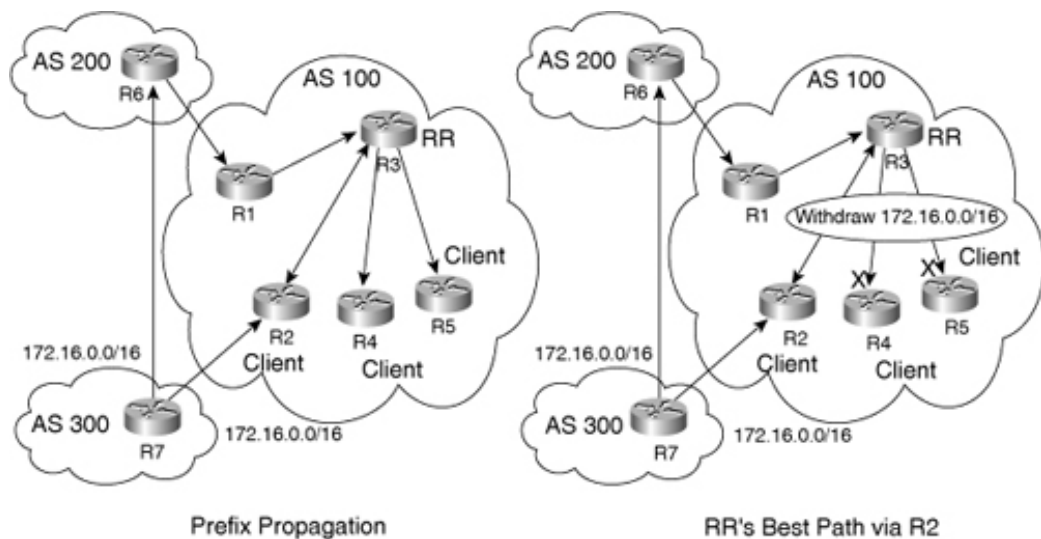 AS 200
R6
AS 100
R3
RR
R1
Client
R2
R4
R5
Client
Client
172.16.0.0/16
AS 300
R7
172.16.0.0/16
Prefix Propagation
AS 200
R6
AS 100
R3
RR
R1
Withdraw 172.16.0.0/16
Client
X
X
R2
R4
R5
Client
Client
172.16.0.0/16
AS 300
R7
172.16.0.0/16
RR's Best Path via R2